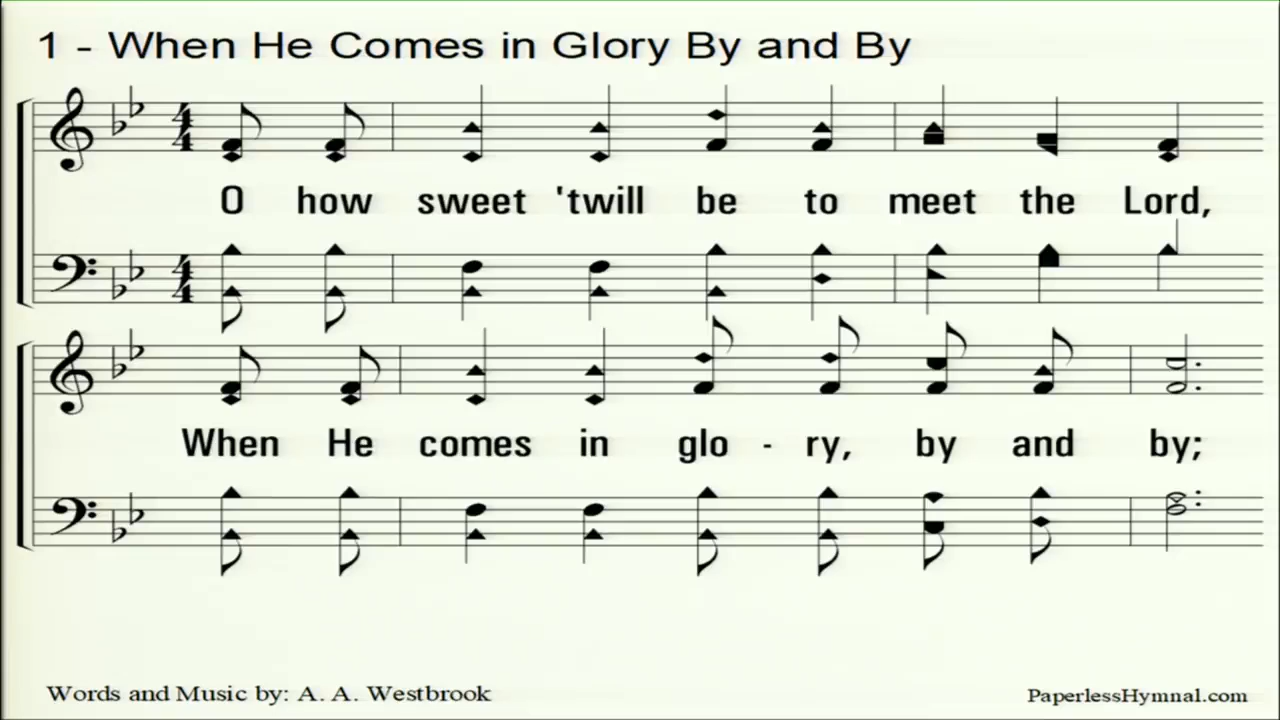 1 - When He Comes in Glory By and By
O how sweet 'twill be to meet the Lord,
When He comes in glo - ry, by and by;
Words and Music by: A. A. Westbrook
PaperlessHymnal.com